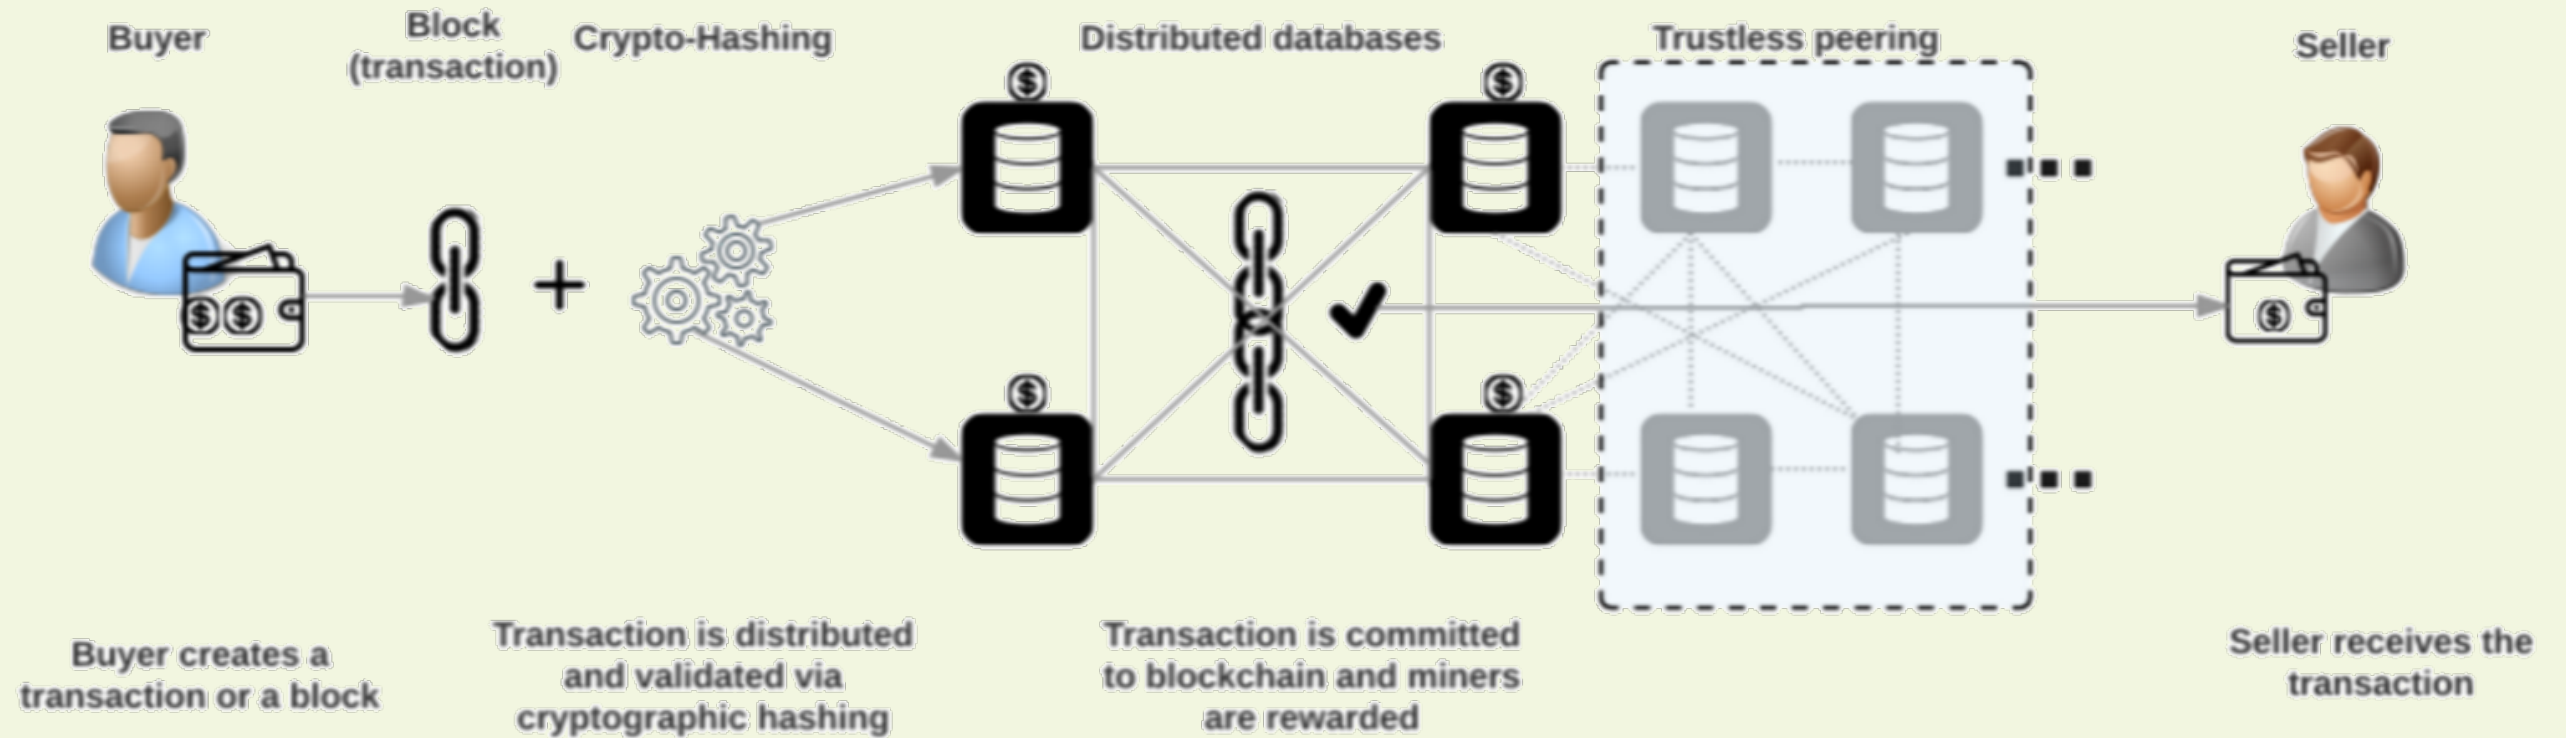 Buyer
Block
(transaction)
Crypto-Hashing
Distributed databases
Trustless peering
Seller
$ $
$
$
$
$
$
Buyer creates a
transaction or a block
Transaction is distributed
and validated via
cryptographic hashing
Transaction is committed
to blockchain and miners
are rewarded
Seller receives the
transaction